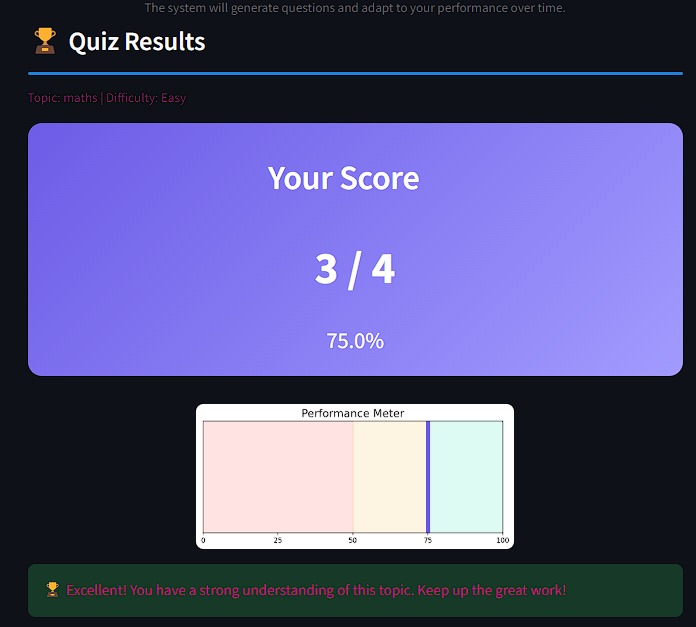 The system will generate questions and adapt to your performance over time.
🏆 Quiz Results
Topic: maths | Difficulty: Easy
Your Score
3 / 4
75.0%
Performance Meter
0 25 50 75 100
🏆 Excellent! You have a strong understanding of this topic. Keep up the great work!